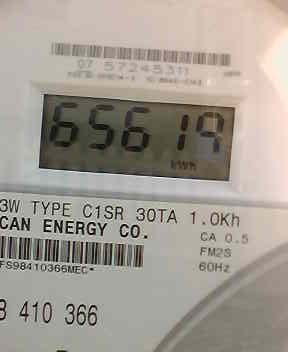 07 57245311
65619
kWh
3W TYPE C1SR 30TA 1.0Kh
CAN ENERGY CO.
CA 0.5
FM2S
FS98410366MEC*
60Hz
8 410 366